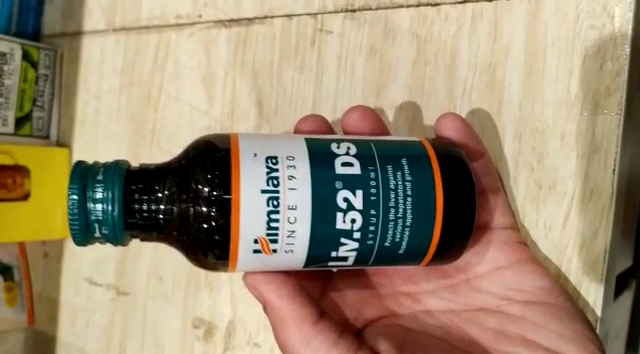 Himalaya
SINCE 1930
Liv.52® DS
SYRUP 100ml
Protects the liver against
various hepatotoxins.
Promotes appetite and growth.